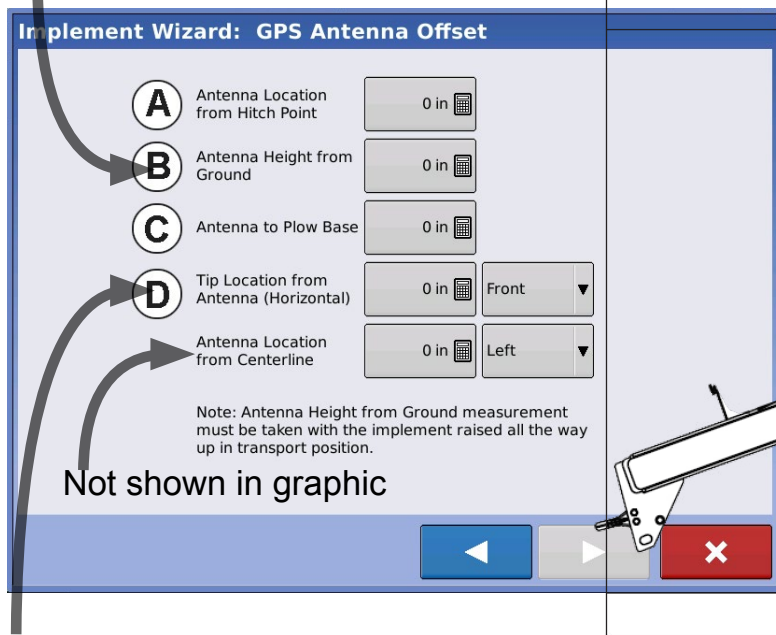 Implement Wizard: GPS Antenna Offset
A
Antenna Location
from Hitch Point
0 in
B
Antenna Height from
Ground
0 in
C
Antenna to Plow Base
0 in
D
Tip Location from
Antenna (Horizontal)
0 in
Front
Antenna Location
from Centerline
0 in
Left
Note: Antenna Height from Ground measurement
must be taken with the implement raised all the way
up in transport position.
Not shown in graphic